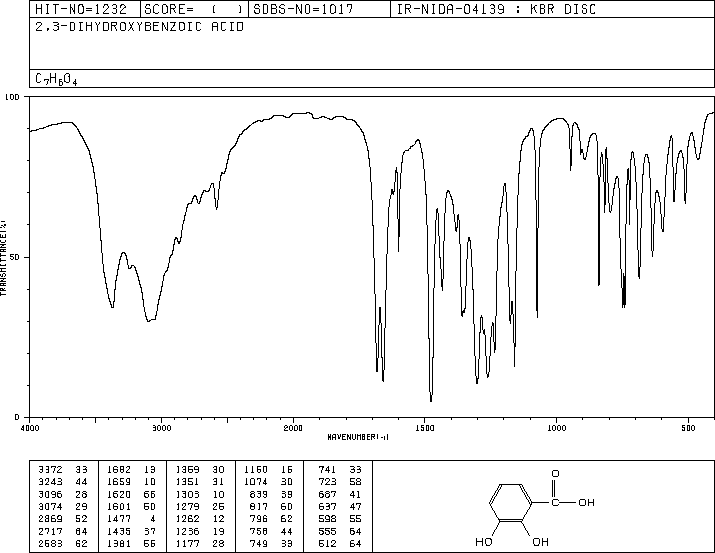 HIT-NO=1232 SCORE= ( ) SDBS-NO=1017 IR-NIDA-04139 : KBR DISC
2,3-DIHYDROXYBENZOIC ACID
C7H6O4
100
TRANSMITTANCE(%)
50
0
4000 3000 2000 1500 1000 500
WAVENUMBER(-1)
3372 33 1682 13 1359 30 1160 15 741 33
3243 44 1659 10 1351 31 1074 30 723 58
3096 28 1620 66 1303 10 839 39 687 41
3074 29 1601 50 1279 25 817 60 637 47
2869 52 1477 4 1262 12 796 62 598 55
2717 64 1435 37 1236 19 758 44 555 64
2583 62 1381 55 1177 28 749 33 512 64
O
OH
HO OH